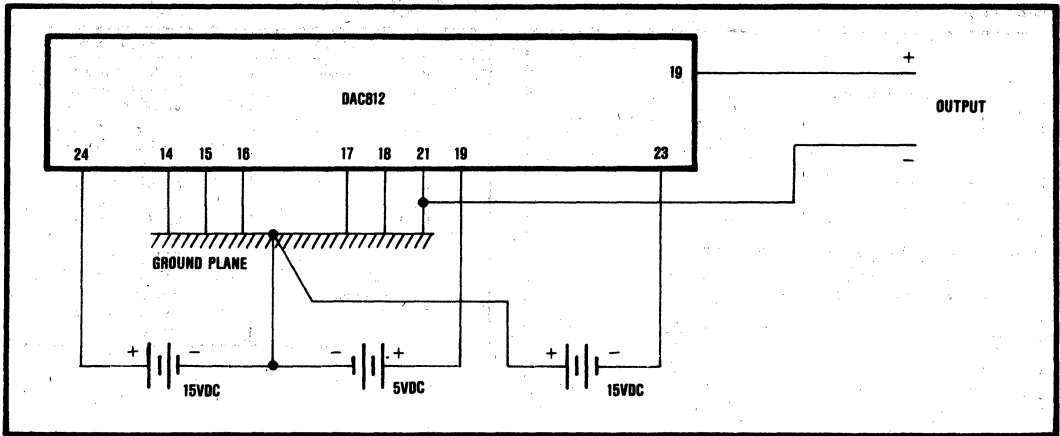 19
+
DAC812
OUTPUT
24 14 15 16 17 18 21 19 23
−
GROUND PLANE
+ − − + + −
15VDC 5VDC 15VDC